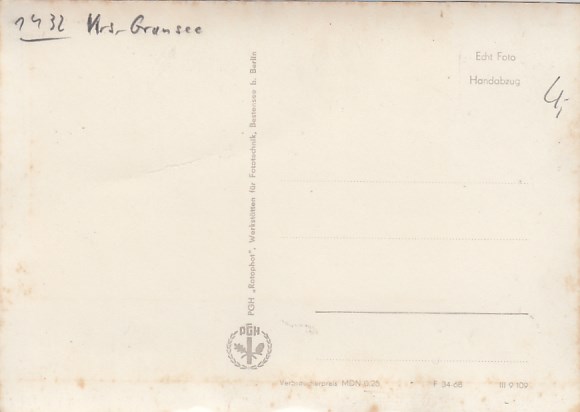 1432 Krs. Gransee
Echt Foto
Handabzug
4,-
PGH „Rotophot", Werkstätten für Fototechnik, Bestensee b. Berlin
PGH
Verbraucherpreis MDN 0,25 P 34 68 III 9 109